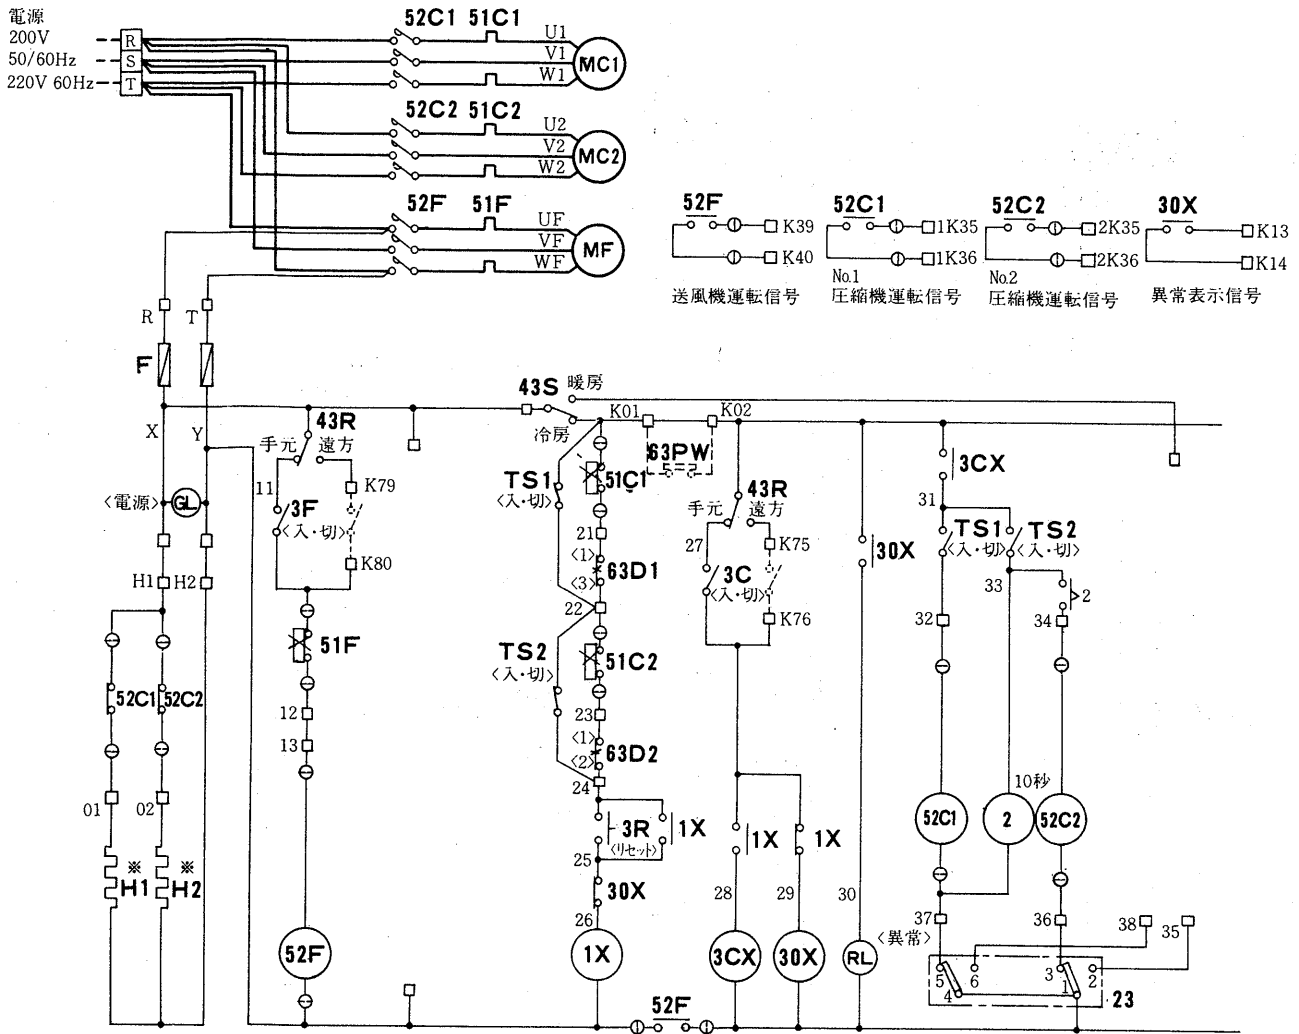 電源
200V
50/60Hz
220V 60Hz
R
S
T
52C1 51C1
U1
V1
W1
MC1
52C2 51C2
U2
V2
W2
MC2
52F 51F
UF
VF
WF
MF
52F
K39
K40
送風機運転信号
52C1
1K35
1K36
No.1
圧縮機運転信号
52C2
2K35
2K36
No.2
圧縮機運転信号
30X
K13
K14
異常表示信号
R
T
F
X
Y
〈電源〉
GL
H1
H2
52C1
52C2
01
02
※
H1
※
H2
43R
手元
遠方
11
3F
〈入・切〉
K79
K80
51F
12
13
52F
43S
暖房
冷房
K01
K02
63PW
TS1
〈入・切〉
51C1
21
〈1〉
63D1
〈3〉
22
TS2
〈入・切〉
51C2
23
〈1〉
63D2
〈2〉
24
3R
〈リセット〉
1X
25
30X
26
1X
52F
43R
手元
遠方
27
3C
〈入・切〉
K75
K76
1X
1X
28
29
3CX
30X
30X
30
〈異常〉
RL
3CX
31
TS1
〈入・切〉
TS2
〈入・切〉
33
2
32
34
10秒
52C1
2
52C2
37
36
38
35
5
6
4
3
2
1
23